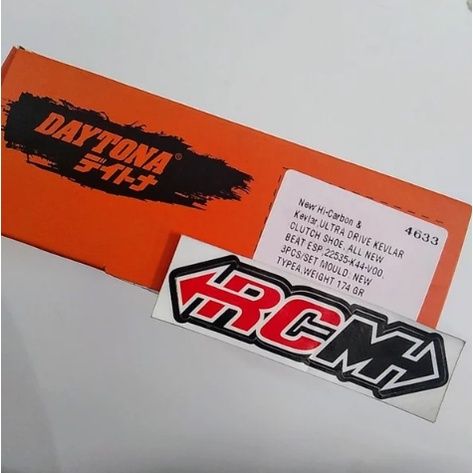 DAYTONA®
デイトナ
4633
New Hi-Carbon &
Kevlar ULTRA DRIVE KEVLAR
CLUTCH SHOE, ALL NEW
BEAT ESP.22535-K44-V00.
3PCS/SET MOULD: NEW
TYPEA,WEIGHT 174 GR
RCM